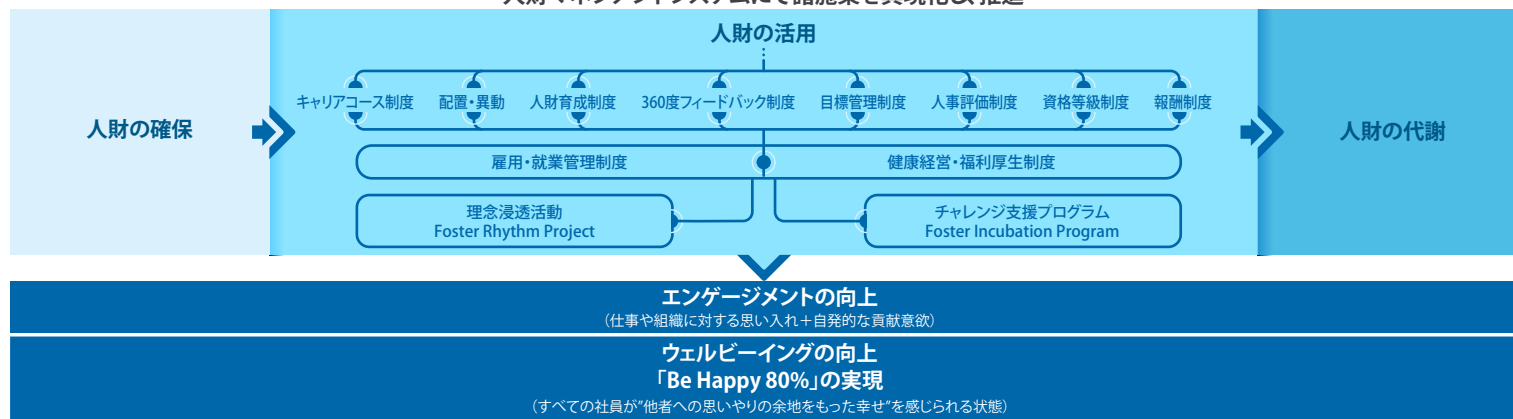 人財の活用
キャリアコース制度
配置・異動
人財育成制度
360度フィードバック制度
目標管理制度
人事評価制度
資格等級制度
報酬制度
人財の確保
人財の代謝
雇用・就業管理制度
健康経営・福利厚生制度
理念浸透活動
Foster Rhythm Project
チャレンジ支援プログラム
Foster Incubation Program
エンゲージメントの向上
（仕事や組織に対する思い入れ＋自発的な貢献意欲）
ウェルビーイングの向上
「Be Happy 80%」の実現
（すべての社員が”他者への思いやりの余地をもった幸せ“を感じられる状態）